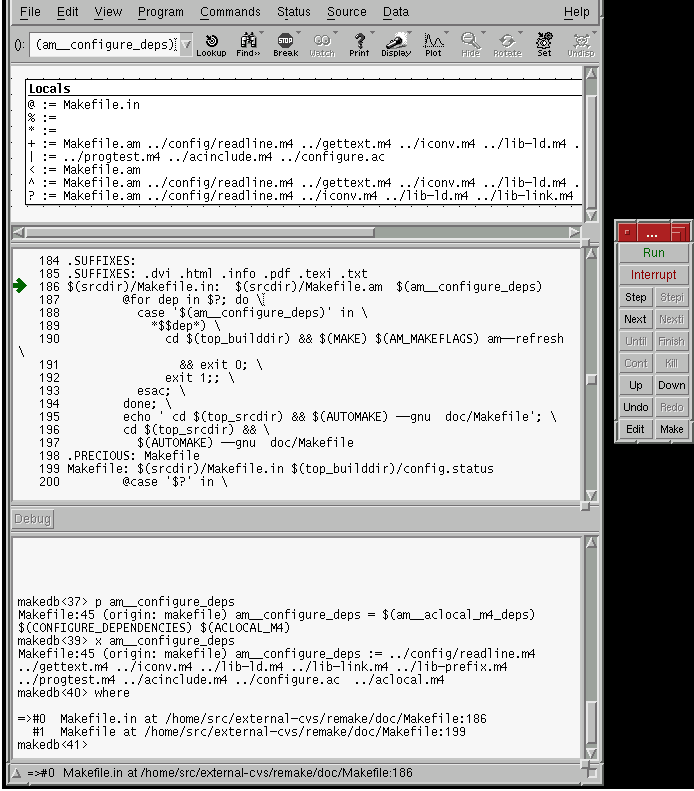 File Edit View Program Commands Status Source Data Help
(): (am__configure_deps)
Lookup Find» Break Watch Print Display Plot Hide Rotate Set Undisp
Locals
@ := Makefile.in
% :=
* :=
+ := Makefile.am ../config/readline.m4 ../gettext.m4 ../iconv.m4 ../lib-ld.m4 .
| := ../progtest.m4 ../acinclude.m4 ../configure.ac
< := Makefile.am
^ := Makefile.am ../config/readline.m4 ../gettext.m4 ../iconv.m4 ../lib-ld.m4 .
? := Makefile.am ../config/readline.m4 ../iconv.m4 ../lib-ld.m4 ../lib-link.m4
184 .SUFFIXES:
185 .SUFFIXES: .dvi .html .info .pdf .texi .txt
186 $(srcdir)/Makefile.in:  $(srcdir)/Makefile.am  $(am__configure_deps)
187         @for dep in $?; do \
188           case '$(am__configure_deps)' in \
189             *$$dep*) \
190               cd $(top_builddir) && $(MAKE) $(AM_MAKEFLAGS) am--refresh
\
191                 && exit 0; \
192               exit 1;; \
193           esac; \
194         done; \
195         echo ' cd $(top_srcdir) && $(AUTOMAKE) --gnu  doc/Makefile'; \
196         cd $(top_srcdir) && \
197           $(AUTOMAKE) --gnu  doc/Makefile
198 .PRECIOUS: Makefile
199 Makefile: $(srcdir)/Makefile.in $(top_builddir)/config.status
200         @case '$?' in \
Debug
makedb<37> p am__configure_deps
Makefile:45 (origin: makefile) am__configure_deps = $(am__aclocal_m4_deps)
$(CONFIGURE_DEPENDENCIES) $(ACLOCAL_M4)
makedb<39> x am__configure_deps
Makefile:45 (origin: makefile) am__configure_deps := ../config/readline.m4
../gettext.m4 ../iconv.m4 ../lib-ld.m4 ../lib-link.m4 ../lib-prefix.m4
../progtest.m4 ../acinclude.m4 ../configure.ac  ../aclocal.m4
makedb<40> where
=>#0  Makefile.in at /home/src/external-cvs/remake/doc/Makefile:186
#1  Makefile at /home/src/external-cvs/remake/doc/Makefile:199
makedb<41>
=>#0  Makefile.in at /home/src/external-cvs/remake/doc/Makefile:186
...
Run
Interrupt
Step Stepi
Next Nexti
Until Finish
Cont Kill
Up Down
Undo Redo
Edit Make